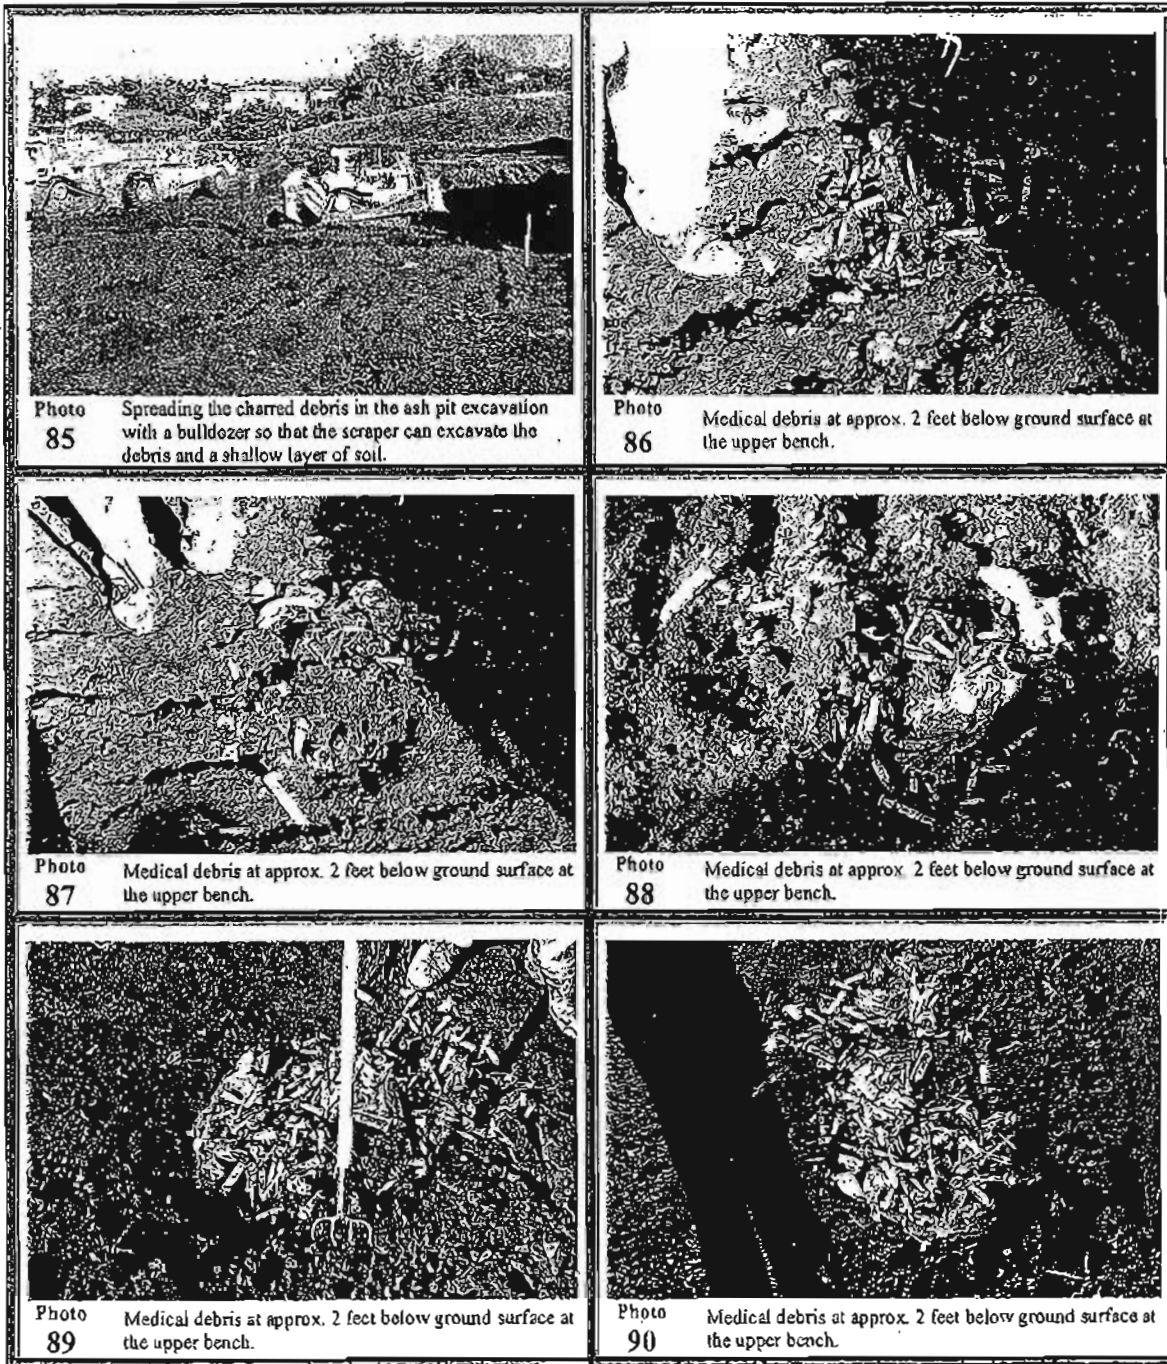 Photo
85
Spreading the charred debris in the ash pit excavation
with a bulldozer so that the scraper can excavate the
debris and a shallow layer of soil.
Photo
86
Medical debris at approx. 2 feet below ground surface at
the upper bench.
Photo
87
Medical debris at approx. 2 feet below ground surface at
the upper bench.
Photo
88
Medical debris at approx 2 feet below ground surface at
the upper bench.
Photo
89
Medical debris at approx. 2 feet below ground surface at
the upper bench.
Photo
90
Medical debris at approx. 2 feet below ground surface at
the upper bench.